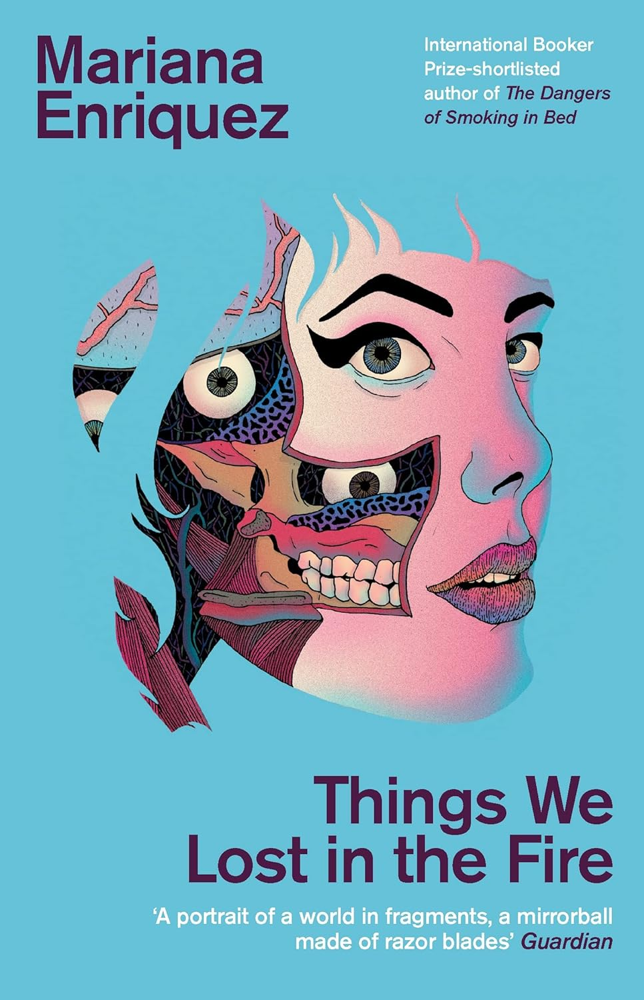 Mariana
Enriquez
International Booker
Prize-shortlisted
author of The Dangers
of Smoking in Bed
Things We
Lost in the Fire
‘A portrait of a world in fragments, a mirrorball
made of razor blades’ Guardian